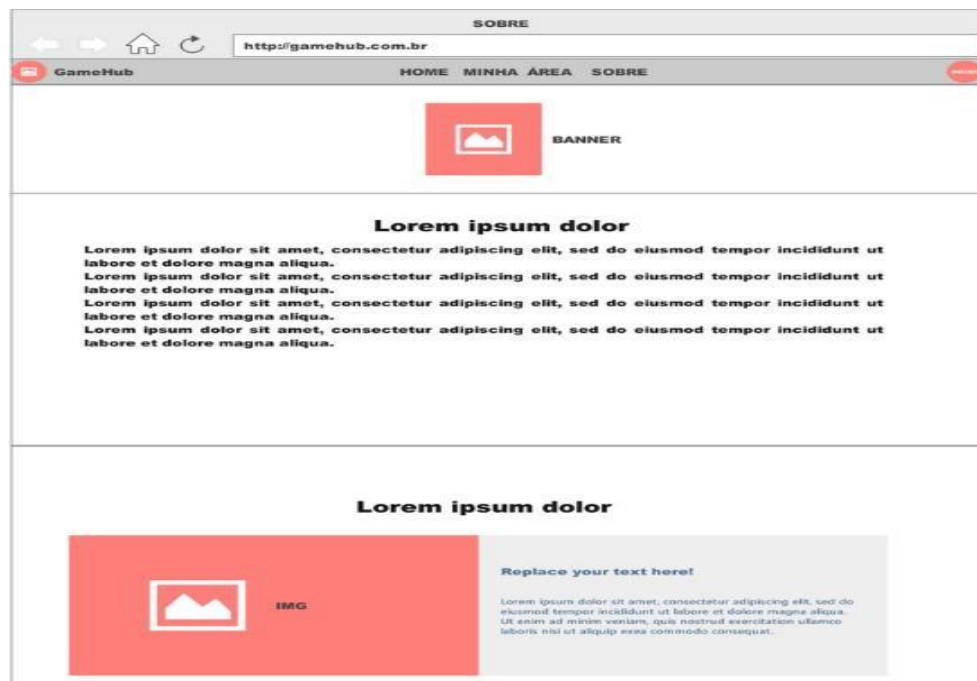 SOBRE
http://gamehub.com.br
GameHub HOME MINHA ÁREA SOBRE
BANNER
Lorem ipsum dolor
Lorem ipsum dolor sit amet, consectetur adipiscing elit, sed do eiusmod tempor incididunt ut
labore et dolore magna aliqua.
Lorem ipsum dolor sit amet, consectetur adipiscing elit, sed do eiusmod tempor incididunt ut
labore et dolore magna aliqua.
Lorem ipsum dolor sit amet, consectetur adipiscing elit, sed do eiusmod tempor incididunt ut
labore et dolore magna aliqua.
Lorem ipsum dolor sit amet, consectetur adipiscing elit, sed do eiusmod tempor incididunt ut
labore et dolore magna aliqua.
Lorem ipsum dolor
IMG
Replace your text here!
Lorem ipsum dolor sit amet, consectetur adipiscing elit, sed do
eiusmod tempor incididunt ut labore et dolore magna aliqua.
Ut enim ad minim veniam, quis nostrud exercitation ullamco
laboris nisi ut aliquip exea commodo consequat.